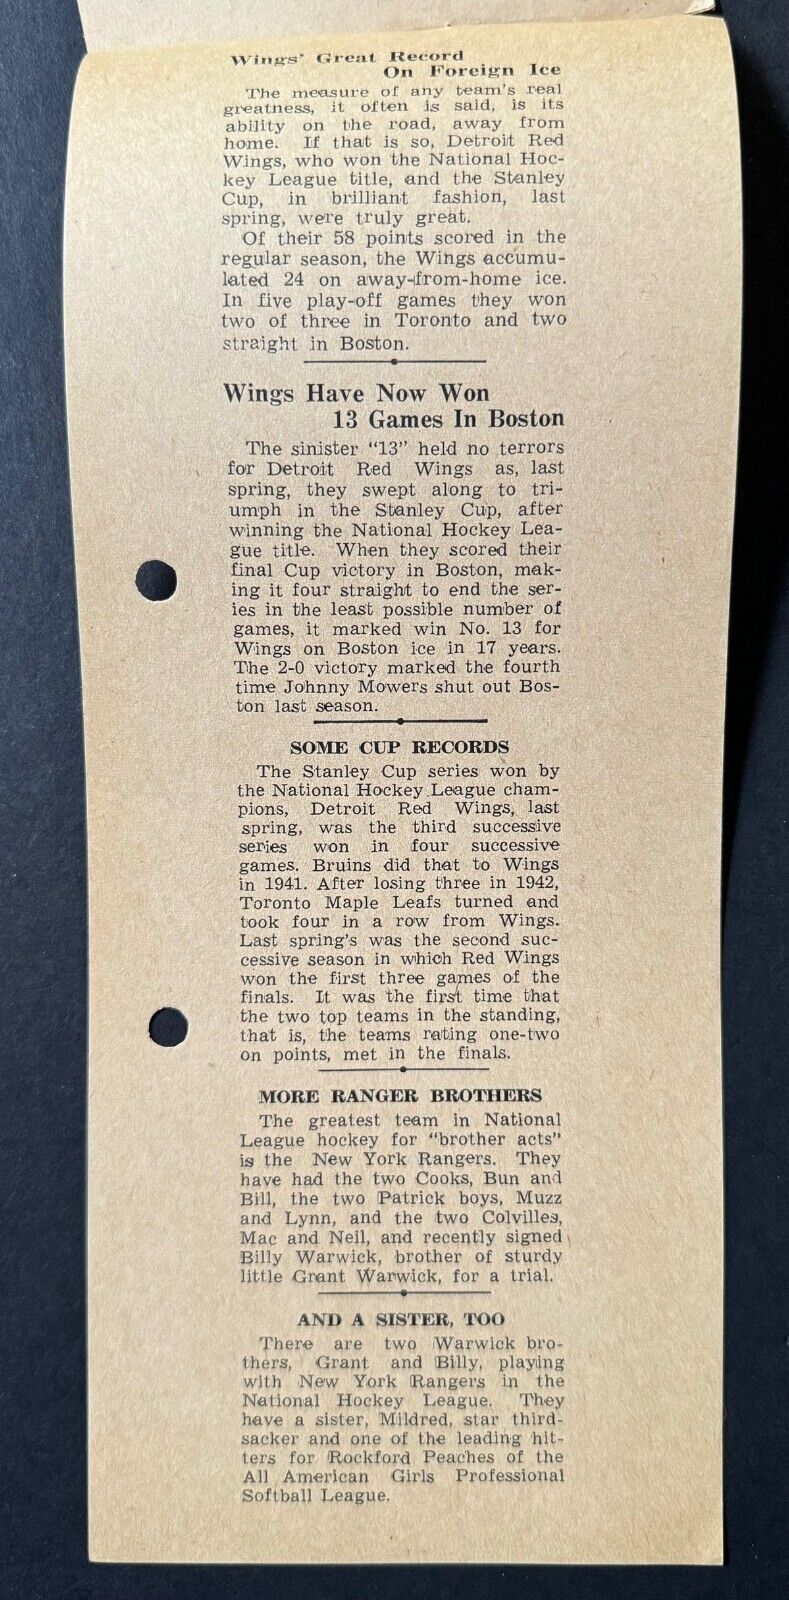 Wings' Great Record
On Foreign Ice
The measure of any team's real
greatness, it often is said, is its
ability on the road, away from
home. If that is so, Detroit Red
Wings, who won the National Hoc-
key League title, and the Stanley
Cup, in brilliant fashion, last
spring, were truly great.
Of their 58 points scored in the
regular season, the Wings accumu-
lated 24 on away-from-home ice.
In five play-off games they won
two of three in Toronto and two
straight in Boston.
Wings Have Now Won
13 Games In Boston
The sinister "13" held no terrors
for Detroit Red Wings as, last
spring, they swept along to tri-
umph in the Stanley Cup, after
winning the National Hockey Lea-
gue title. When they scored their
final Cup victory in Boston, mak-
ing it four straight to end the ser-
ies in the least possible number of
games, it marked win No. 13 for
Wings on Boston ice in 17 years.
The 2-0 victory marked the fourth
time Johnny Mowers shut out Bos-
ton last season.
SOME CUP RECORDS
The Stanley Cup series won by
the National Hockey League cham-
pions, Detroit Red Wings, last
spring, was the third successive
series won in four successive
games. Bruins did that to Wings
in 1941. After losing three in 1942,
Toronto Maple Leafs turned and
took four in a row from Wings.
Last spring's was the second suc-
cessive season in which Red Wings
won the first three games of the
finals. It was the first time that
the two top teams in the standing,
that is, the teams rating one-two
on points, met in the finals.
MORE RANGER BROTHERS
The greatest team in National
League hockey for "brother acts"
is the New York Rangers. They
have had the two Cooks, Bun and
Bill, the two Patrick boys, Muzz
and Lynn, and the two Colvilles,
Mac and Neil, and recently signed
Billy Warwick, brother of sturdy
little Grant Warwick, for a trial.
AND A SISTER, TOO
There are two Warwick bro-
thers, Grant and Billy, playing
with New York Rangers in the
National Hockey League. They
have a sister, Mildred, star third-
sacker and one of the leading hit-
ters for Rockford Peaches of the
All American Girls Professional
Softball League.